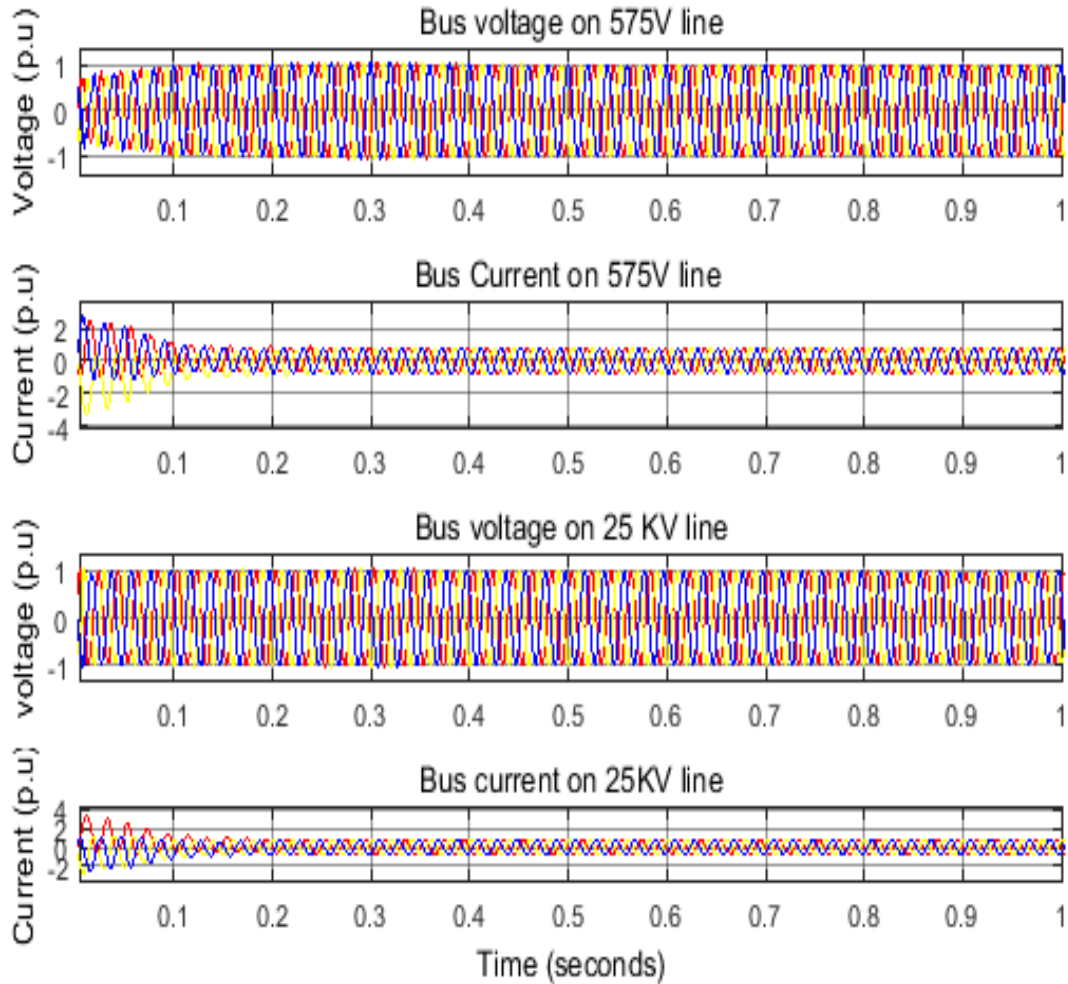 Bus voltage on 575V line
Voltage (p.u)
1
0
-1
0.1 0.2 0.3 0.4 0.5 0.6 0.7 0.8 0.9 1
Bus Current on 575V line
Current (p.u)
2
0
-2
-4
0.1 0.2 0.3 0.4 0.5 0.6 0.7 0.8 0.9 1
Bus voltage on 25 KV line
voltage (p.u)
1
0
-1
0.1 0.2 0.3 0.4 0.5 0.6 0.7 0.8 0.9 1
Bus current on 25KV line
Current (p.u)
4
2
0
-2
0.1 0.2 0.3 0.4 0.5 0.6 0.7 0.8 0.9 1
Time (seconds)